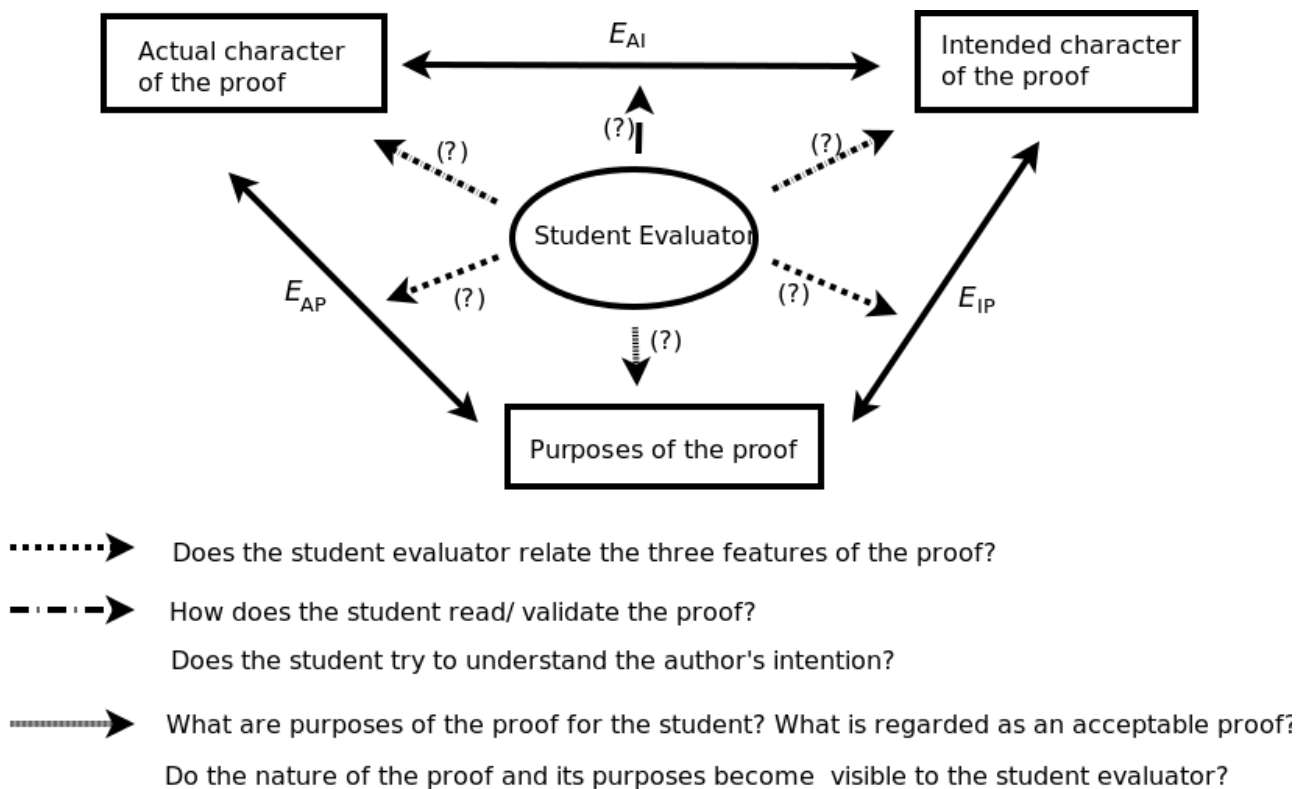 Actual character
of the proof
E_AI
Intended character
of the proof
(?)
(?)
(?)
Student Evaluator
E_AP
(?)
(?)
E_IP
(?)
Purposes of the proof
Does the student evaluator relate the three features of the proof?
How does the student read/ validate the proof?
Does the student try to understand the author's intention?
What are purposes of the proof for the student? What is regarded as an acceptable proof?
Do the nature of the proof and its purposes become visible to the student evaluator?